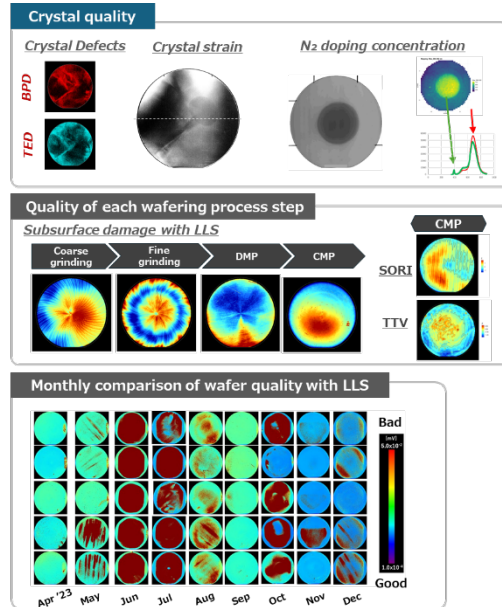 Crystal quality
Crystal Defects
Crystal strain
N₂ doping concentration
BPD
TED
Quality of each wafering process step
Subsurface damage with LLS
Coarse grinding
Fine grinding
DMP
CMP
CMP
SORI
TTV
Monthly comparison of wafer quality with LLS
Bad
[mV]
Good
Apr '23
May
Jun
Jul
Aug
Sep
Oct
Nov
Dec